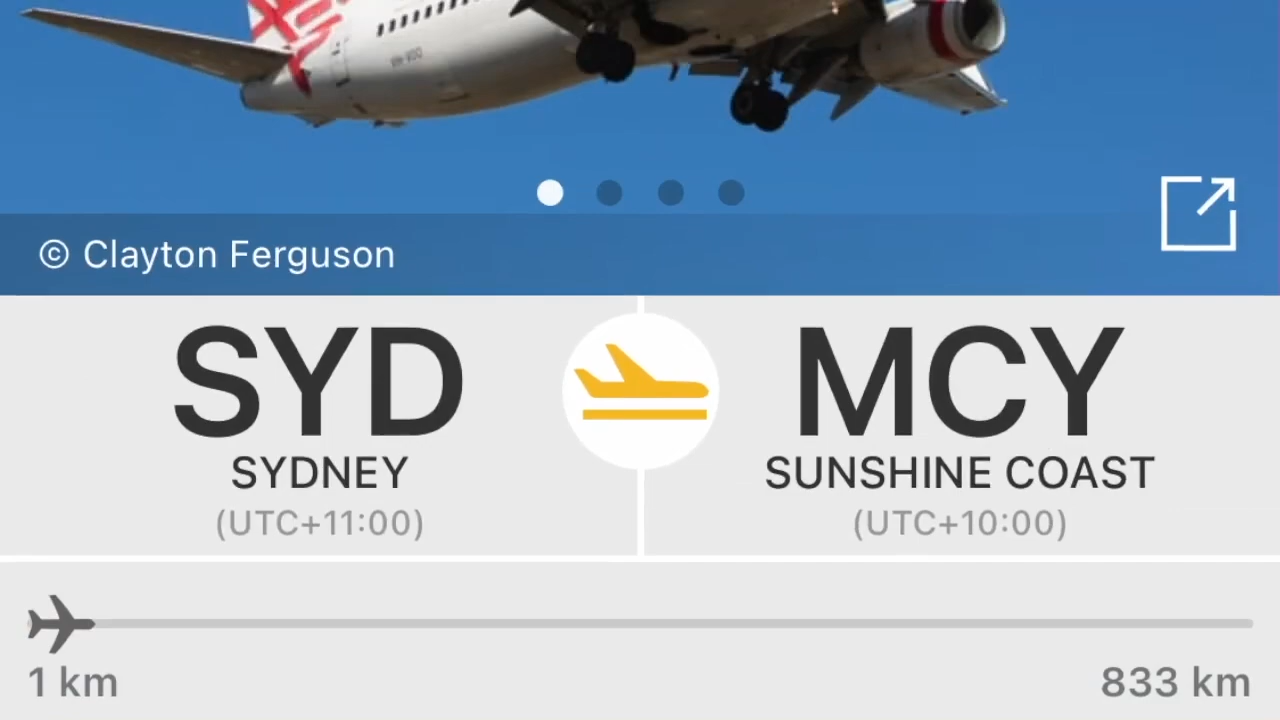 © Clayton Ferguson
SYD
MCY
SYDNEY
SUNSHINE COAST
(UTC+11:00)
(UTC+10:00)
1 km
833 km